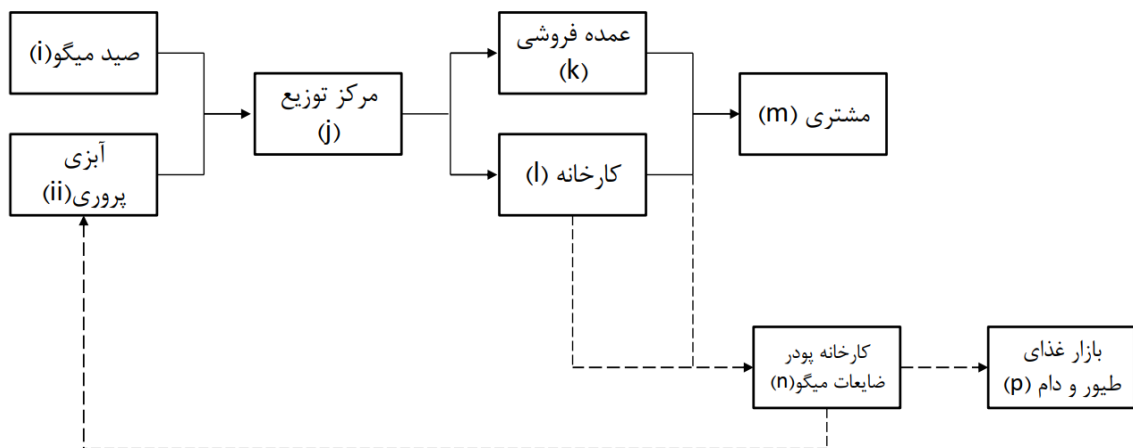 صید میگو(i)
آبزی
پروری(ii)
مرکز توزیع
(j)
عمده فروشی
(k)
کارخانه (l)
مشتری (m)
کارخانه پودر
ضایعات میگو(n)
بازار غذای
طیور و دام (p)